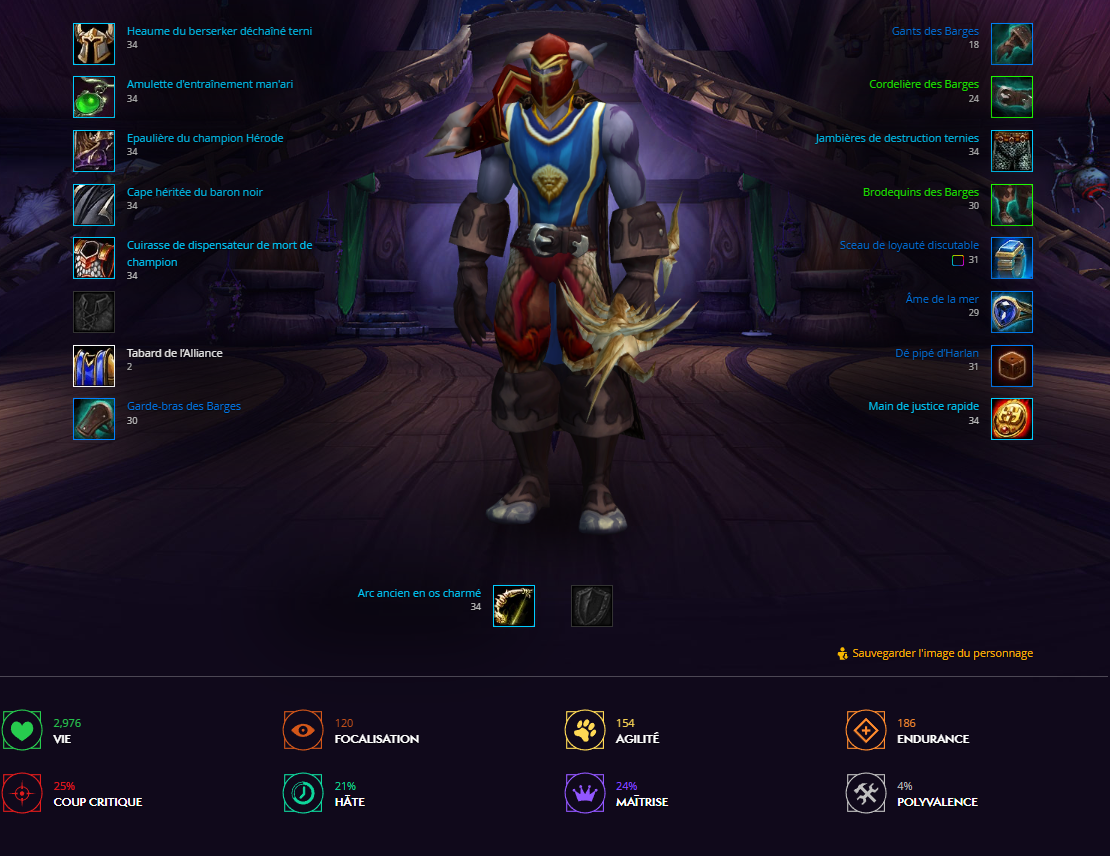 Heaume du berserker déchaîné terni
34
Amulette d'entraînement man'ari
34
Epaulière du champion Hérode
34
Cape héritée du baron noir
34
Cuirasse de dispensateur de mort de
champion
34
Tabard de l'Alliance
2
Garde-bras des Barges
30
Gants des Barges
18
Cordelière des Barges
24
Jambières de destruction ternies
34
Brodequins des Barges
30
Sceau de loyauté discutable
31
Âme de la mer
29
Dé pipé d'Harlan
31
Main de justice rapide
34
Arc ancien en os charmé
34
Sauvegarder l'image du personnage
2,976
VIE
120
FOCALISATION
154
AGILITÉ
186
ENDURANCE
25%
COUP CRITIQUE
21%
HÂTE
24%
MAÎTRISE
4%
POLYVALENCE